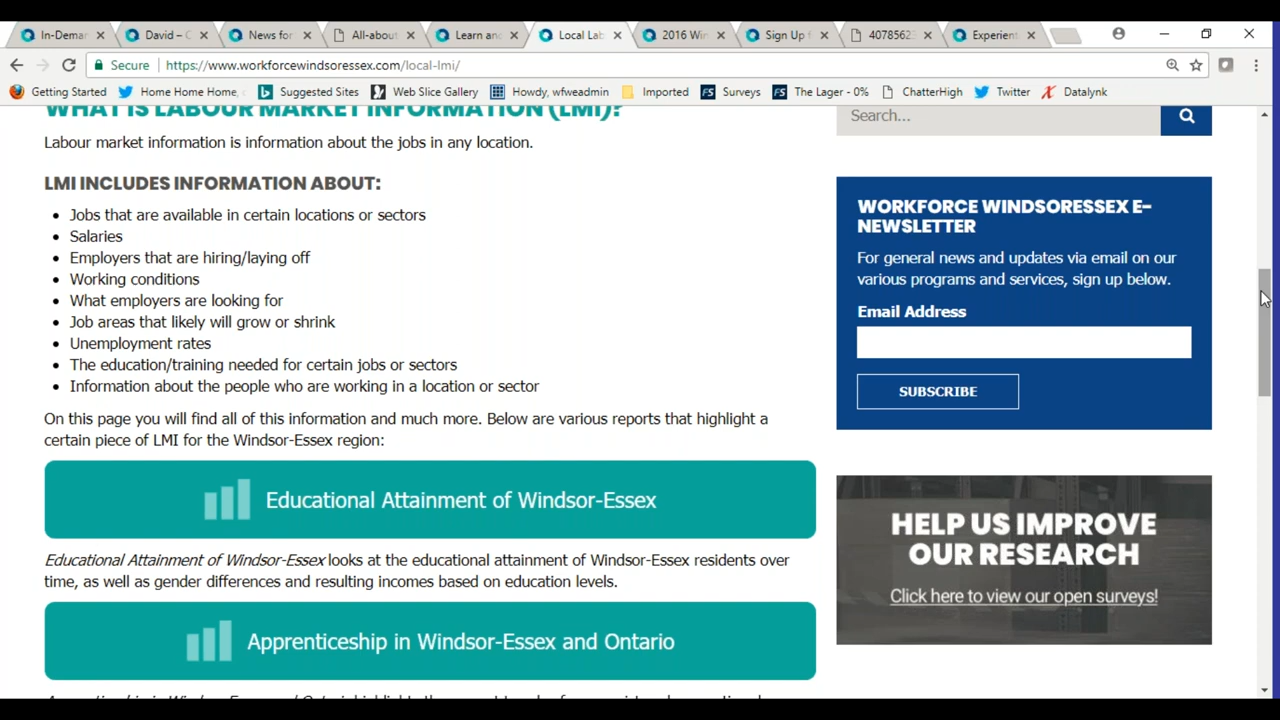 In-Demar
David – C
News for
All-about
Learn and
Local Lab
2016 Win
Sign Up f
40785623
Experient
Secure
https://www.workforcewindsoressex.com/local-lmi/
Getting Started
Home Home Home,
Suggested Sites
Web Slice Gallery
Howdy, wfweadmin
Imported
Surveys
The Lager - 0%
ChatterHigh
Twitter
Datalynk
WHAT IS LABOUR MARKET INFORMATION (LMI)?
Labour market information is information about the jobs in any location.
LMI INCLUDES INFORMATION ABOUT:
• Jobs that are available in certain locations or sectors
• Salaries
• Employers that are hiring/laying off
• Working conditions
• What employers are looking for
• Job areas that likely will grow or shrink
• Unemployment rates
• The education/training needed for certain jobs or sectors
• Information about the people who are working in a location or sector
On this page you will find all of this information and much more. Below are various reports that highlight a
certain piece of LMI for the Windsor-Essex region:
Educational Attainment of Windsor-Essex
Educational Attainment of Windsor-Essex looks at the educational attainment of Windsor-Essex residents over
time, as well as gender differences and resulting incomes based on education levels.
Apprenticeship in Windsor-Essex and Ontario
Search...
WORKFORCE WINDSORESSEX E-
NEWSLETTER
For general news and updates via email on our
various programs and services, sign up below.
Email Address
SUBSCRIBE
HELP US IMPROVE
OUR RESEARCH
Click here to view our open surveys!